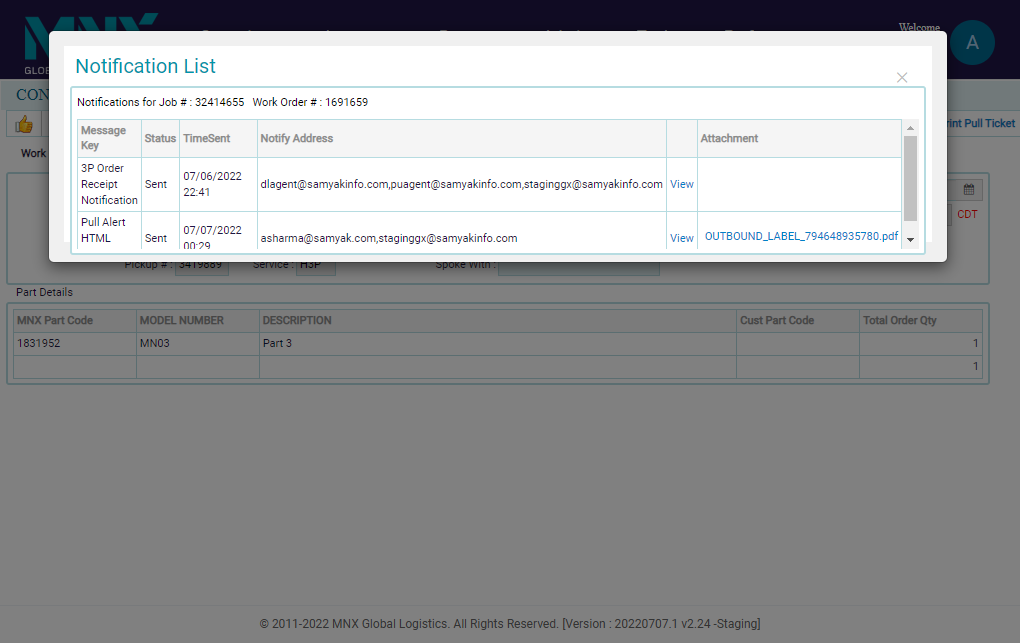 MNX
Welcome
A
GLOB
Notification List
CON
Notifications for Job # : 32414655 Work Order # : 1691659
Message Key
Status
TimeSent
Notify Address
Attachment
rint Pull Ticket
Work
3P Order
Receipt
Notification
Sent
07/06/2022
22:41
dlagent@samyakinfo.com,puagent@samyakinfo.com,staginggx@samyakinfo.com
View
CDT
Pull Alert
HTML
Sent
07/07/2022
00:29
asharma@samyak.com,staginggx@samyakinfo.com
View
OUTBOUND_LABEL_794648935780.pdf
Pickup # : 3419889 Service : H3P Spoke With :
Part Details
MNX Part Code MODEL NUMBER DESCRIPTION Cust Part Code Total Order Qty
1831952 MN03 Part 3 1
1
© 2011-2022 MNX Global Logistics. All Rights Reserved. [Version : 20220707.1 v2.24 -Staging]